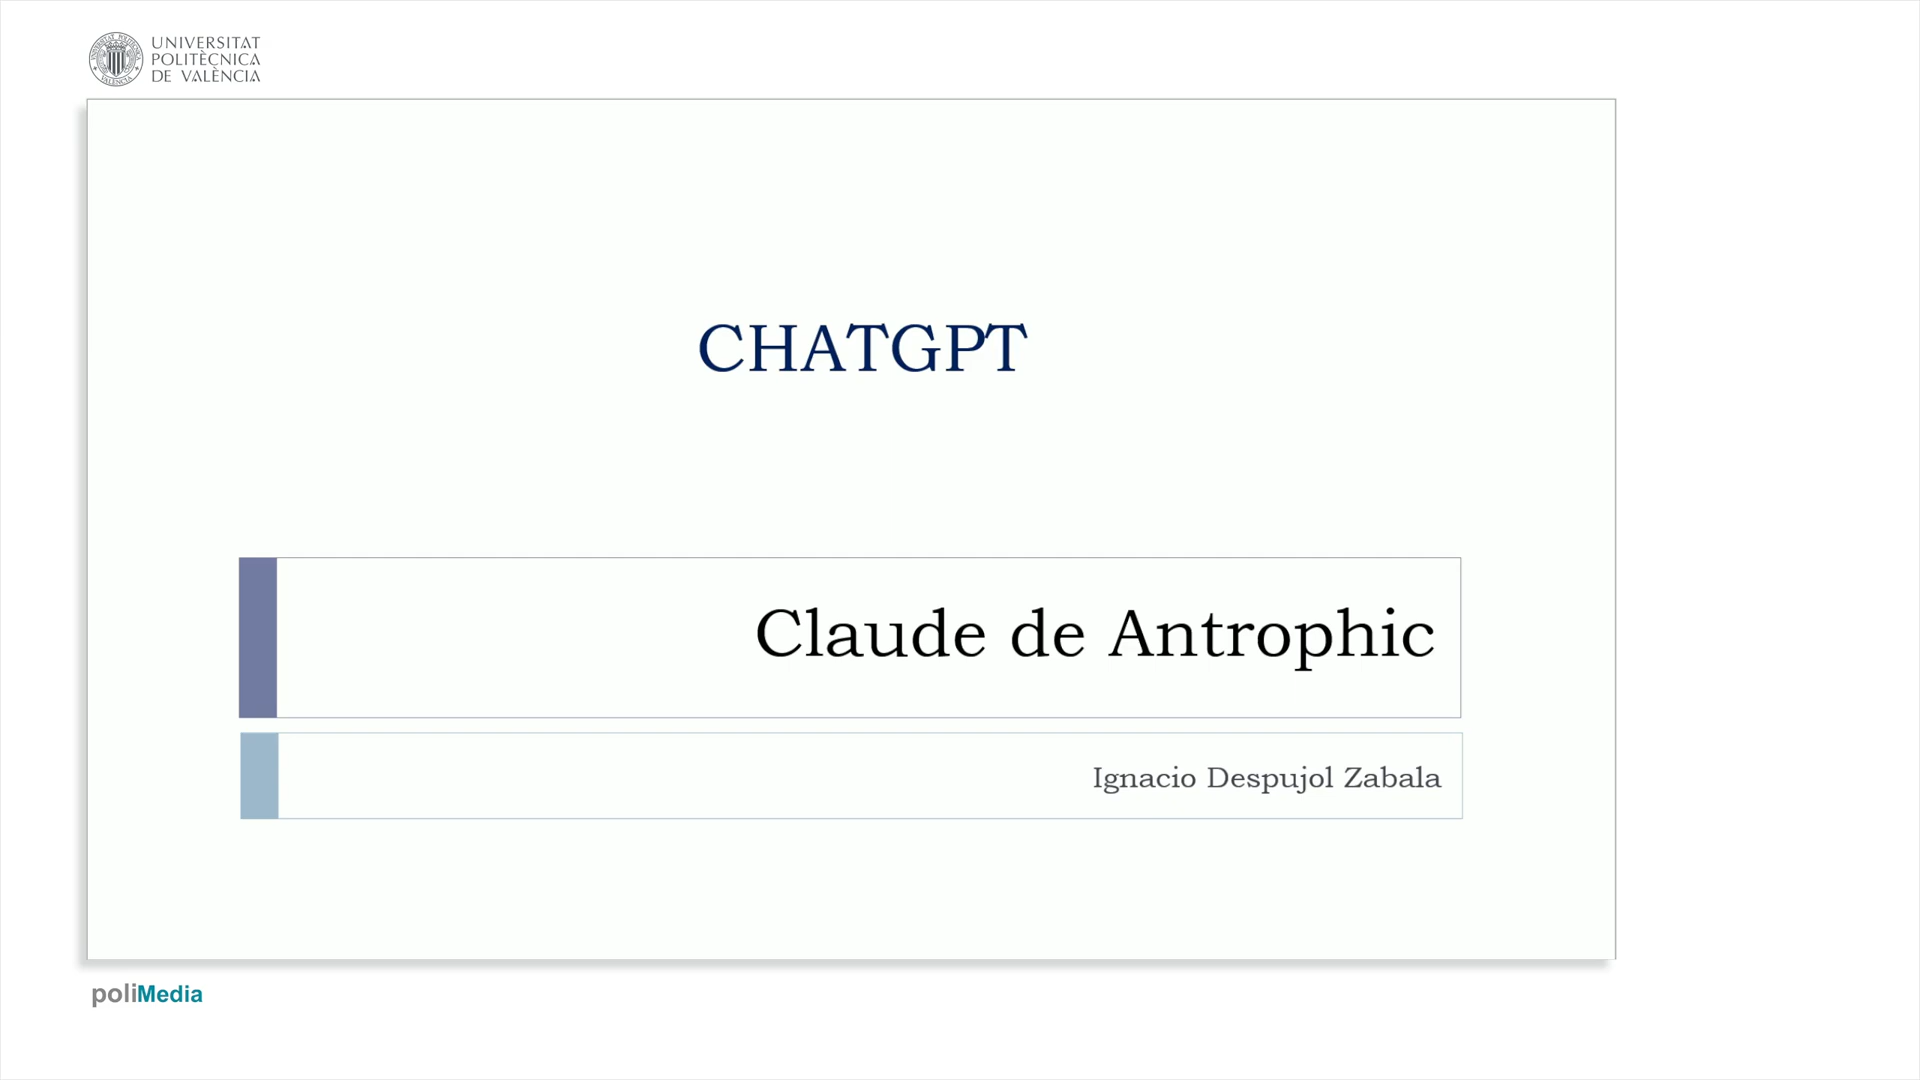 UNIVERSITAT
POLITÈCNICA
DE VALÈNCIA
CHATGPT
Claude de Antrophic
Ignacio Despujol Zabala
poliMedia